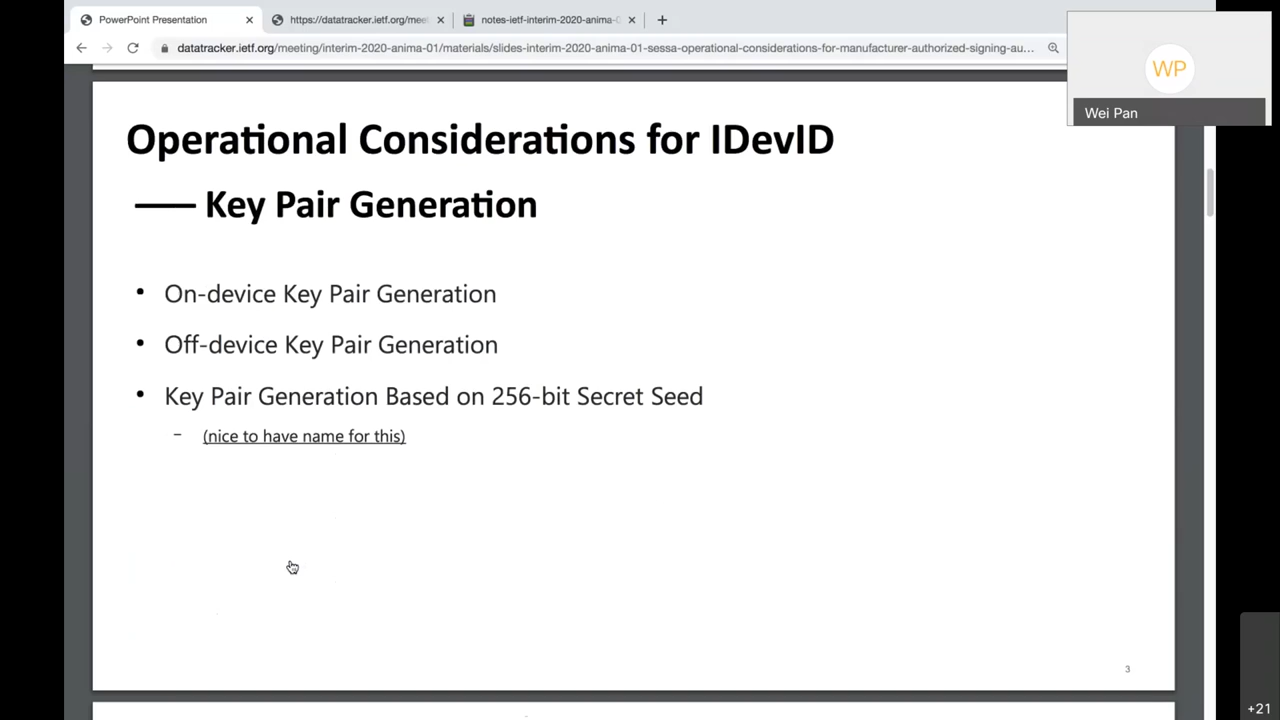 PowerPoint Presentation
https://datatracker.ietf.org/mee
notes-ietf-interim-2020-anima-
datatracker.ietf.org/meeting/interim-2020-anima-01/materials/slides-interim-2020-anima-01-sessa-operational-considerations-for-manufacturer-authorized-signing-au...
WP
Wei Pan
Operational Considerations for IDevID
—— Key Pair Generation
• On-device Key Pair Generation
• Off-device Key Pair Generation
• Key Pair Generation Based on 256-bit Secret Seed
– (nice to have name for this)
3
+21